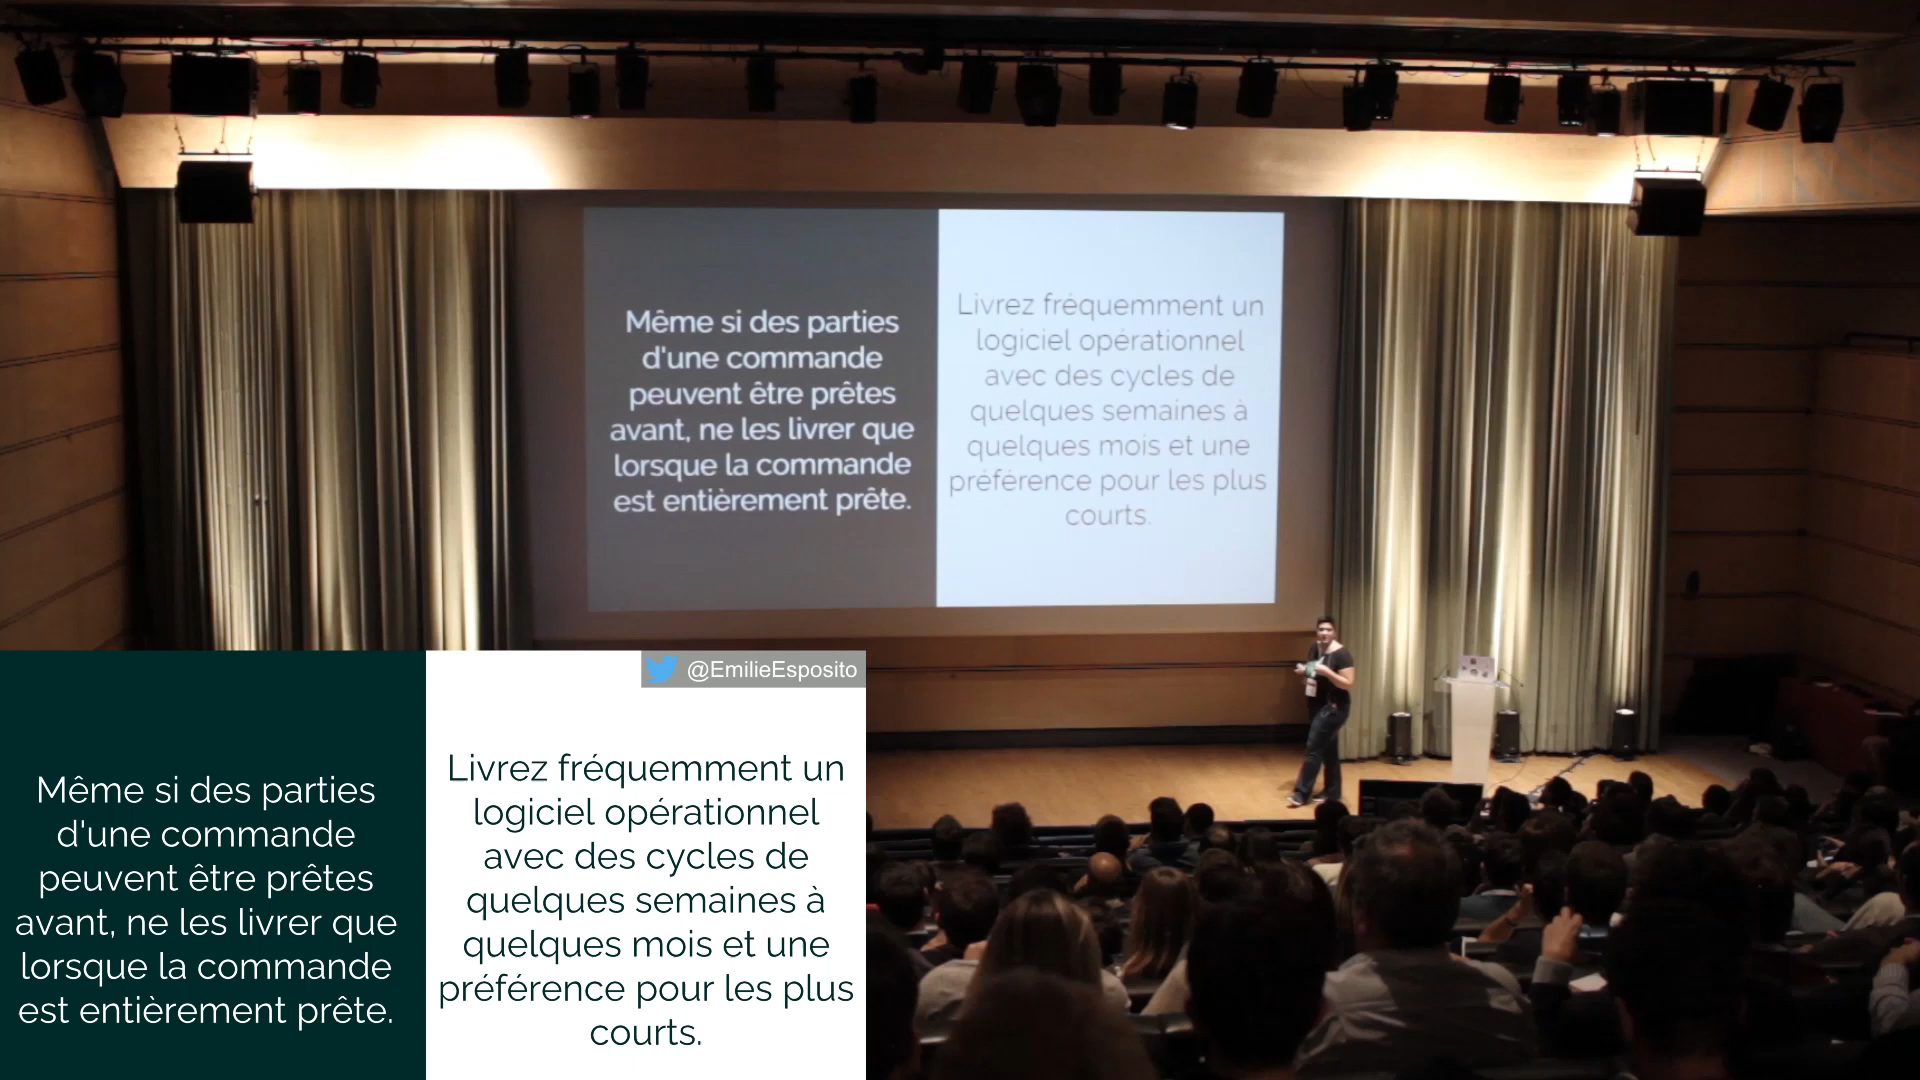 Même si des parties
d'une commande
peuvent être prêtes
avant, ne les livrer que
lorsque la commande
est entièrement prête.
Livrez fréquemment un
logiciel opérationnel
avec des cycles de
quelques semaines à
quelques mois et une
préférence pour les plus
courts.
@EmilieEsposito
Même si des parties
d'une commande
peuvent être prêtes
avant, ne les livrer que
lorsque la commande
est entièrement prête.
Livrez fréquemment un
logiciel opérationnel
avec des cycles de
quelques semaines à
quelques mois et une
préférence pour les plus
courts.